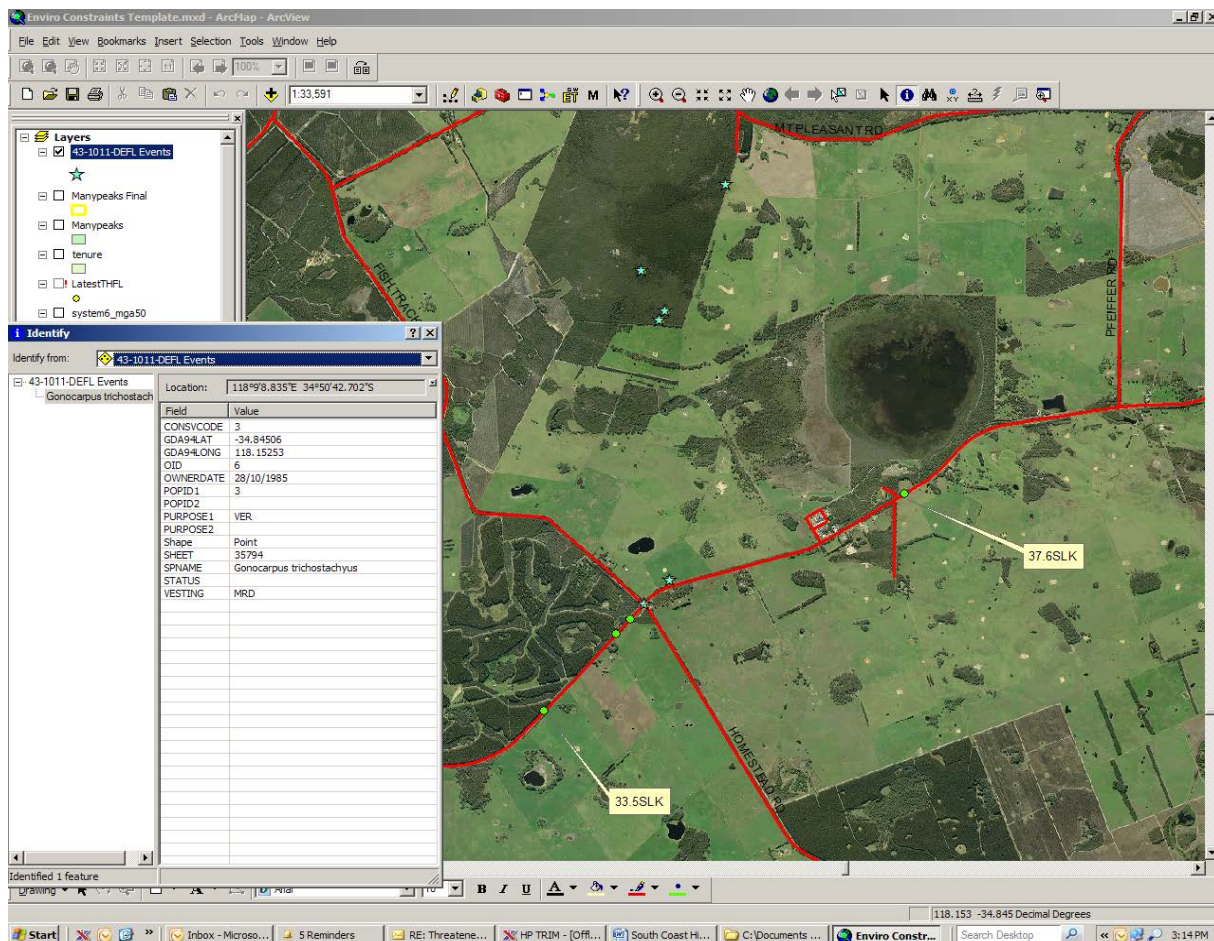 Enviro Constraints Template.mxd - ArcMap - ArcView
File Edit View Bookmarks Insert Selection Tools Window Help
100%
1:33,591
Layers
43-1011-DEFL Events
Manypeaks Final
Manypeaks
tenure
LatestTHFL
system6_mga50
Identify
Identify from: 43-1011-DEFL Events
43-1011-DEFL Events
Gonocarpus trichostach
Location: 118°9'8.835"E 34°50'42.702"S
Field Value
CONSVCODE 3
GDA94LAT -34.84506
GDA94LONG 118.15253
OID 6
OWNERDATE 28/10/1985
POPID1 3
POPID2
PURPOSE1 VER
PURPOSE2
Shape Point
SHEET 35794
SPNAME Gonocarpus trichostachyus
STATUS
VESTING MRD
Identified 1 feature
MT PLEASANT RD
FISH TRACK
PFEIFFER RD
37.6SLK
HOMESTEAD RD
33.5SLK
Drawing A Arial 10 B I U A
118.153 -34.845 Decimal Degrees
Start Inbox - Microso... 5 Reminders RE: Threatene... HP TRIM - [Offi... South Coast Hi... C:\Documents ... Enviro Constr... Search Desktop 3:14 PM